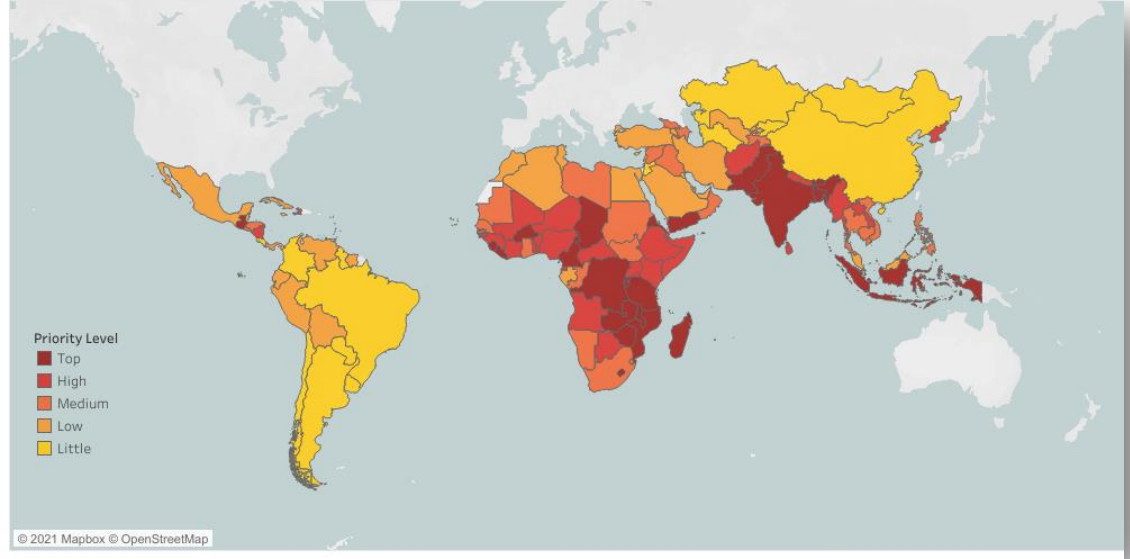 Priority Level
Top
High
Medium
Low
Little
© 2021 Mapbox © OpenStreetMap